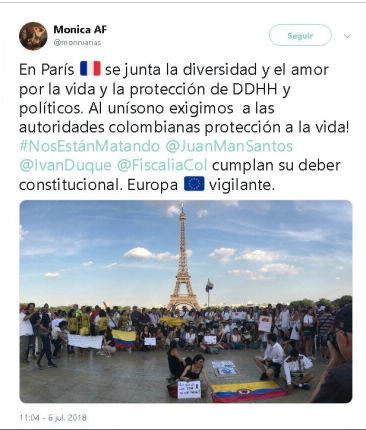 Monica AF
@monniarias
Seguir
En París 🇫🇷 se junta la diversidad y el amor
por la vida y la protección de DDHH y
políticos. Al unísono exigimos a las
autoridades colombianas protección a la vida!
#NosEstánMatando @JuanManSantos
@IvanDuque @FiscaliaCol cumplan su deber
constitucional. Europa 🇪🇺 vigilante.
11:04 - 6 jul. 2018